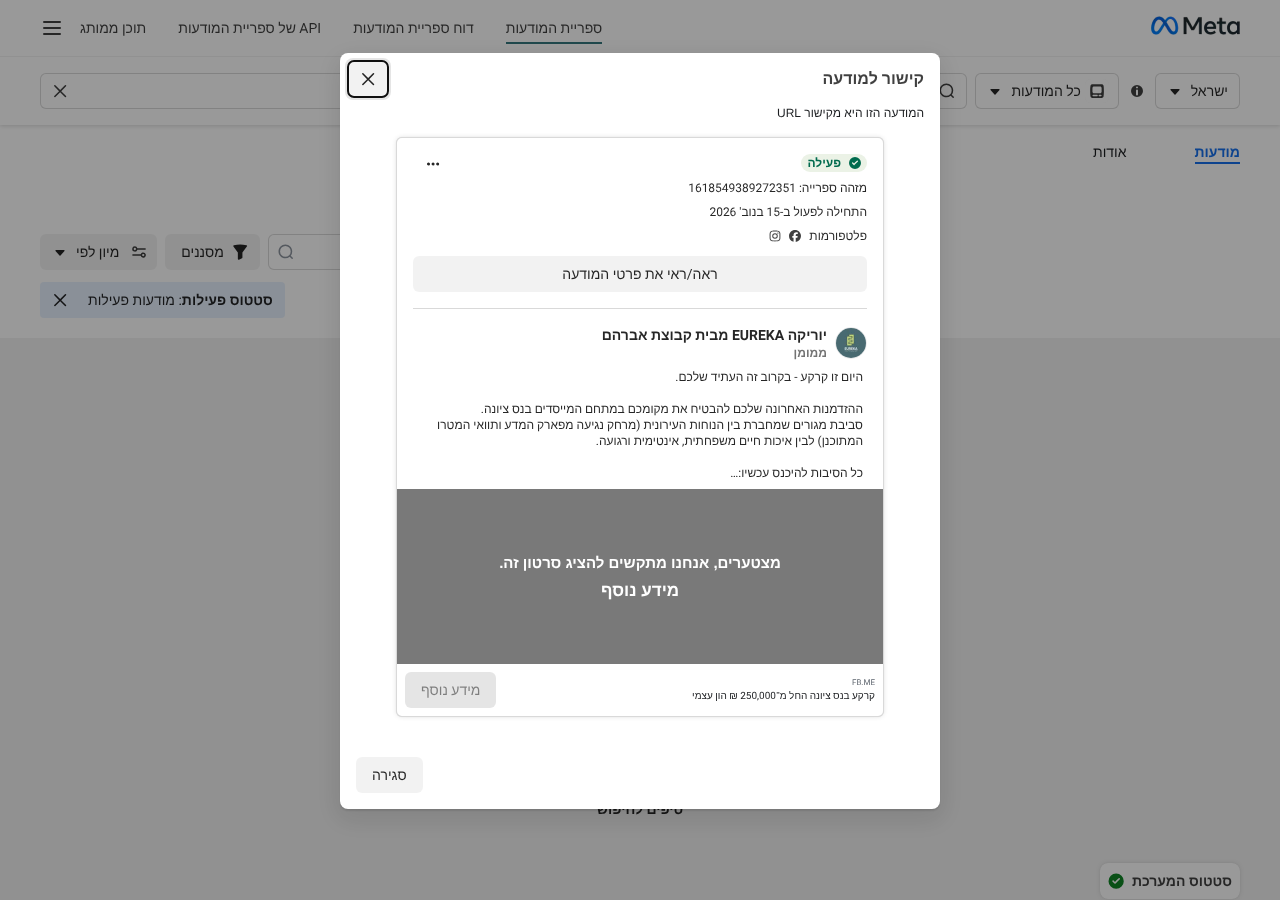 Meta
ספריית המודעות
דוח ספריית המודעות
API של ספריית המודעות
תוכן ממותג
ישראל
כל המודעות
מודעות
אודות
מסננים
מיון לפי
סטטוס פעילות: מודעות פעילות
קישור למודעה
המודעה הזו היא מקישור URL
פעילה
מזהה ספרייה: 1618549389272351
התחילה לפעול ב-15 בנוב' 2026
פלטפורמות
ראה/ראי את פרטי המודעה
יוריקה EUREKA מבית קבוצת אברהם
ממומן
היום זו קרקע - בקרוב זה העתיד שלכם.
ההזדמנות האחרונה שלכם להבטיח את מקומכם במתחם המייסדים בנס ציונה.
סביבת מגורים שמחברת בין הנוחות העירונית (מרחק נגיעה מפארק המדע ותוואי המטרו
המתוכנן) לבין איכות חיים משפחתית, אינטימית ורגועה.
כל הסיבות להיכנס עכשיו:...
מצטערים, אנחנו מתקשים להציג סרטון זה.
מידע נוסף
FB.ME
קרקע בנס ציונה החל מ־250,000 ₪ הון עצמי
מידע נוסף
סגירה
טיפים לחיפוש
סטטוס המערכת